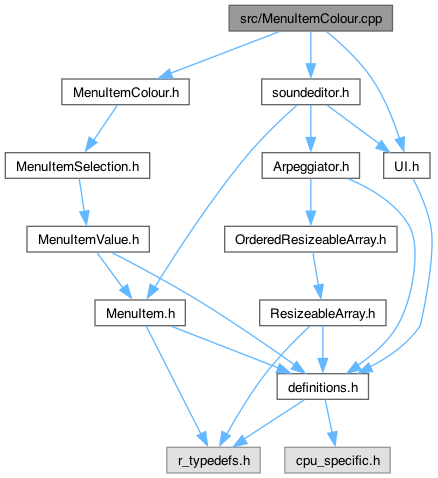 src/MenuItemColour.cpp
MenuItemColour.h
soundeditor.h
MenuItemSelection.h
Arpeggiator.h
UI.h
MenuItemValue.h
OrderedResizeableArray.h
MenuItem.h
ResizeableArray.h
definitions.h
r_typedefs.h
cpu_specific.h